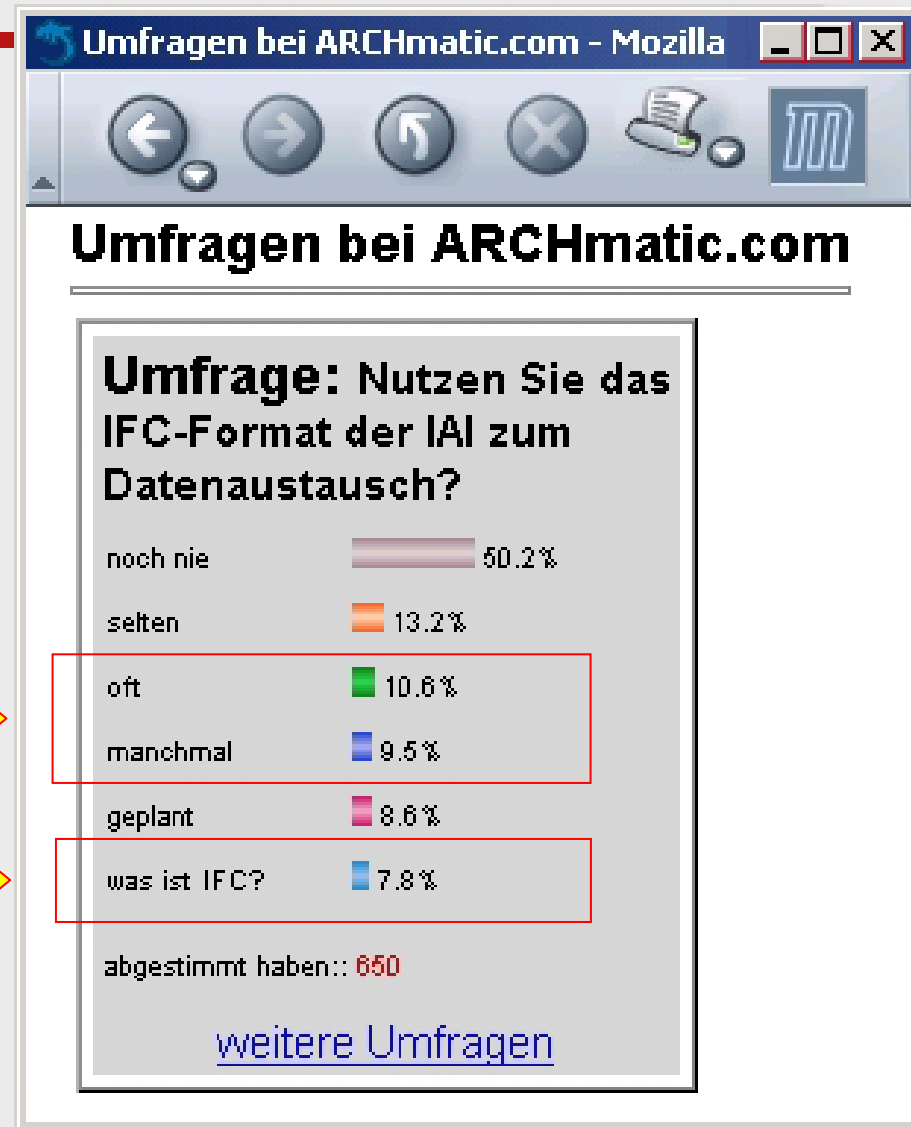 Umfragen bei ARCHmatic.com - Mozilla
Umfragen bei ARCHmatic.com
Umfrage: Nutzen Sie das
IFC-Format der IAI zum
Datenaustausch?
noch nie 50.2%
selten 13.2%
oft 10.6%
manchmal 9.5%
geplant 8.6%
was ist IFC? 7.8%
abgestimmt haben:: 650
weitere Umfragen